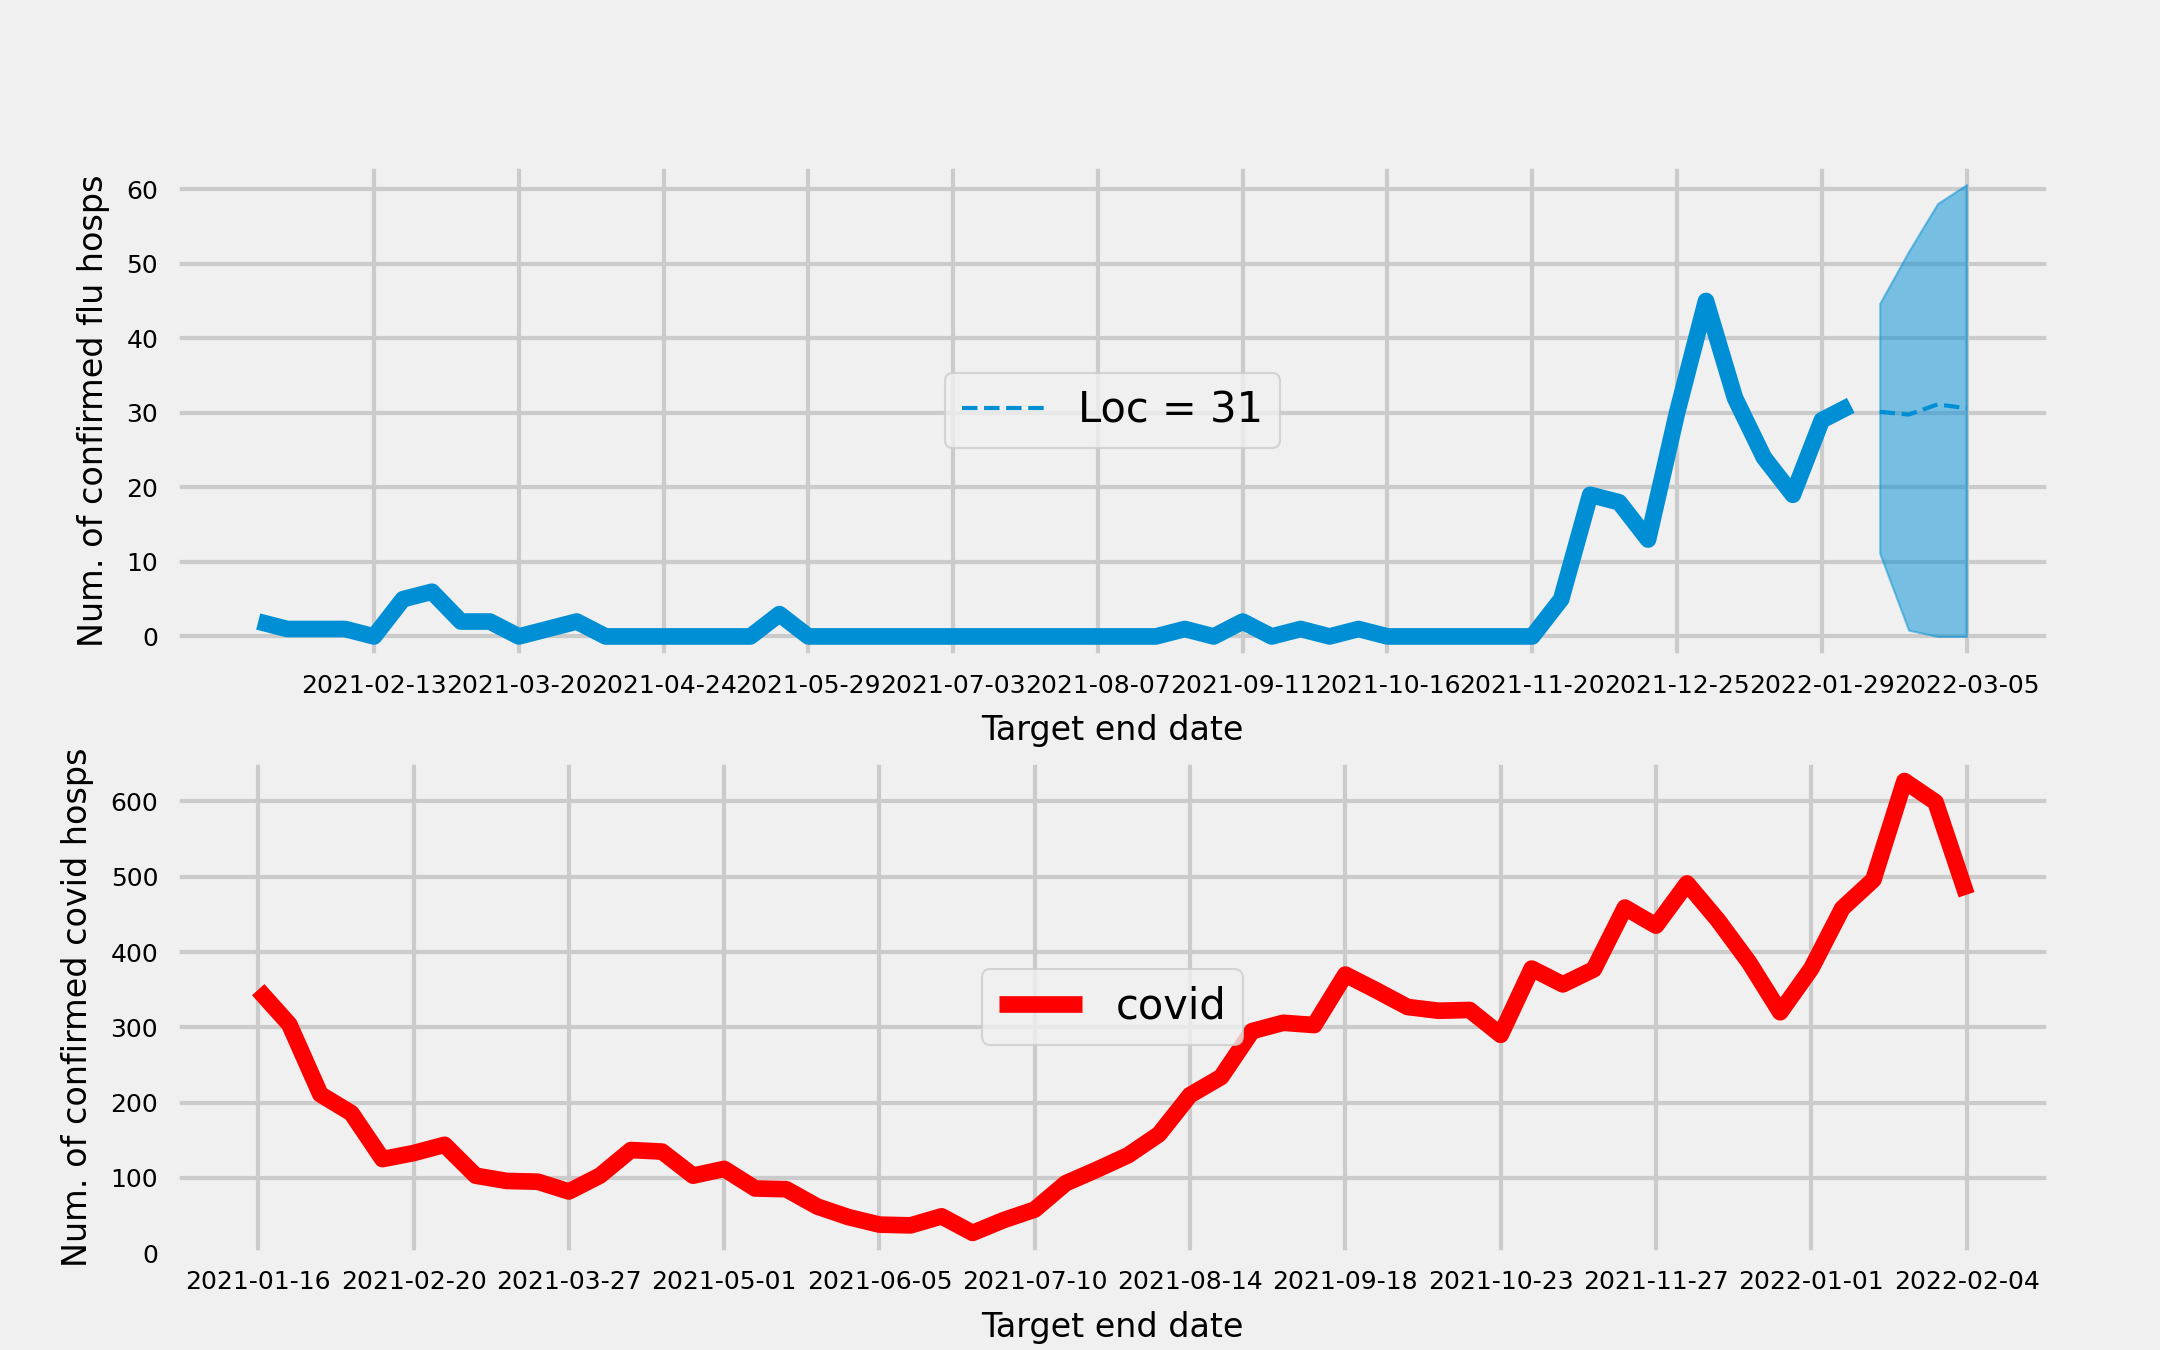 Num. of confirmed flu hosps
60
50
40
30
20
10
0
Loc = 31
2021-02-13 2021-03-20 2021-04-24 2021-05-29 2021-07-03 2021-08-07 2021-09-11 2021-10-16 2021-11-20 2021-12-25 2022-01-29 2022-03-05
Target end date
Num. of confirmed covid hosps
600
500
400
300
200
100
0
covid
2021-01-16 2021-02-20 2021-03-27 2021-05-01 2021-06-05 2021-07-10 2021-08-14 2021-09-18 2021-10-23 2021-11-27 2022-01-01 2022-02-04
Target end date